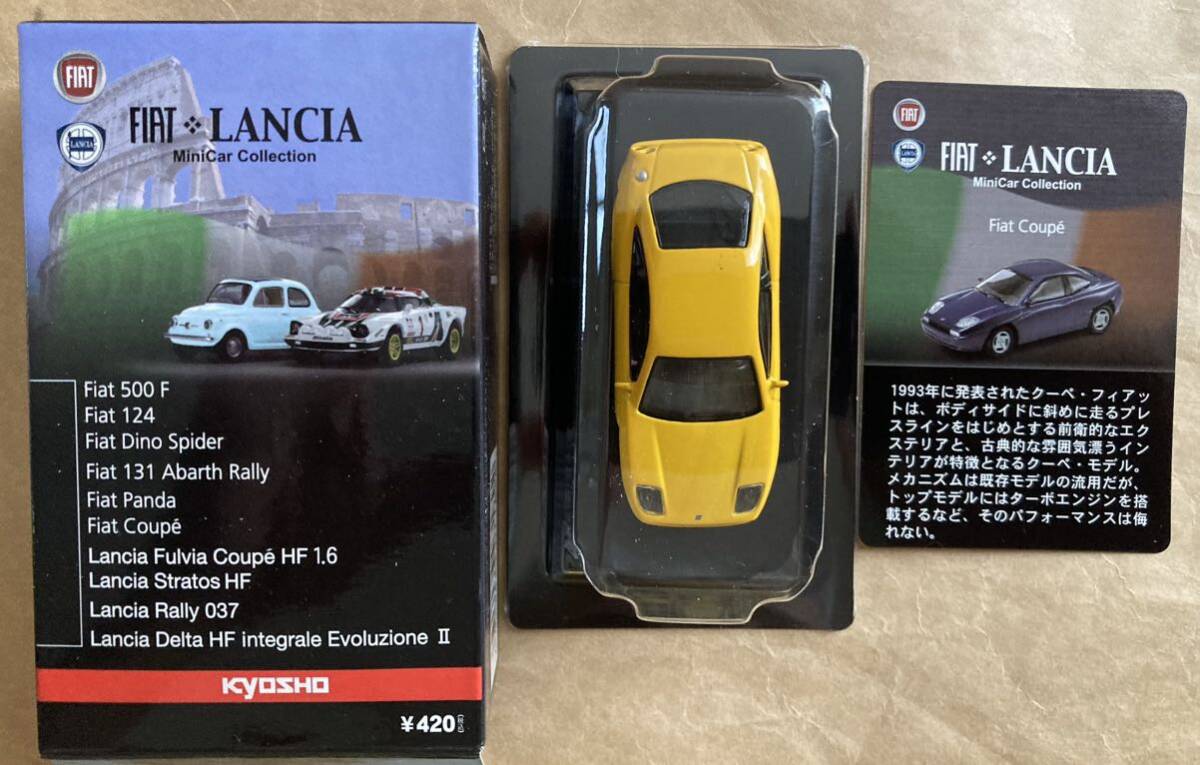 FIAT
LANCIA
FIAT❖LANCIA
MiniCar Collection
Fiat 500 F
Fiat 124
Fiat Dino Spider
Fiat 131 Abarth Rally
Fiat Panda
Fiat Coupé
Lancia Fulvia Coupé HF 1.6
Lancia Stratos HF
Lancia Rally 037
Lancia Delta HF integrale Evoluzione Ⅱ
KYOSHO
¥420
FIAT
LANCIA
FIAT❖LANCIA
MiniCar Collection
Fiat Coupé
1993年に発表されたクーペ・フィアッ
トは、ボディサイドに斜めに走るプレ
スラインをはじめとする前衛的なエク
ステリアと、古典的な雰囲気漂うイン
テリアが特徴となるクーペ・モデル。
メカニズムは既存モデルの流用だが、
トップモデルにはターボエンジンを搭
載するなど、そのパフォーマンスは侮
れない。